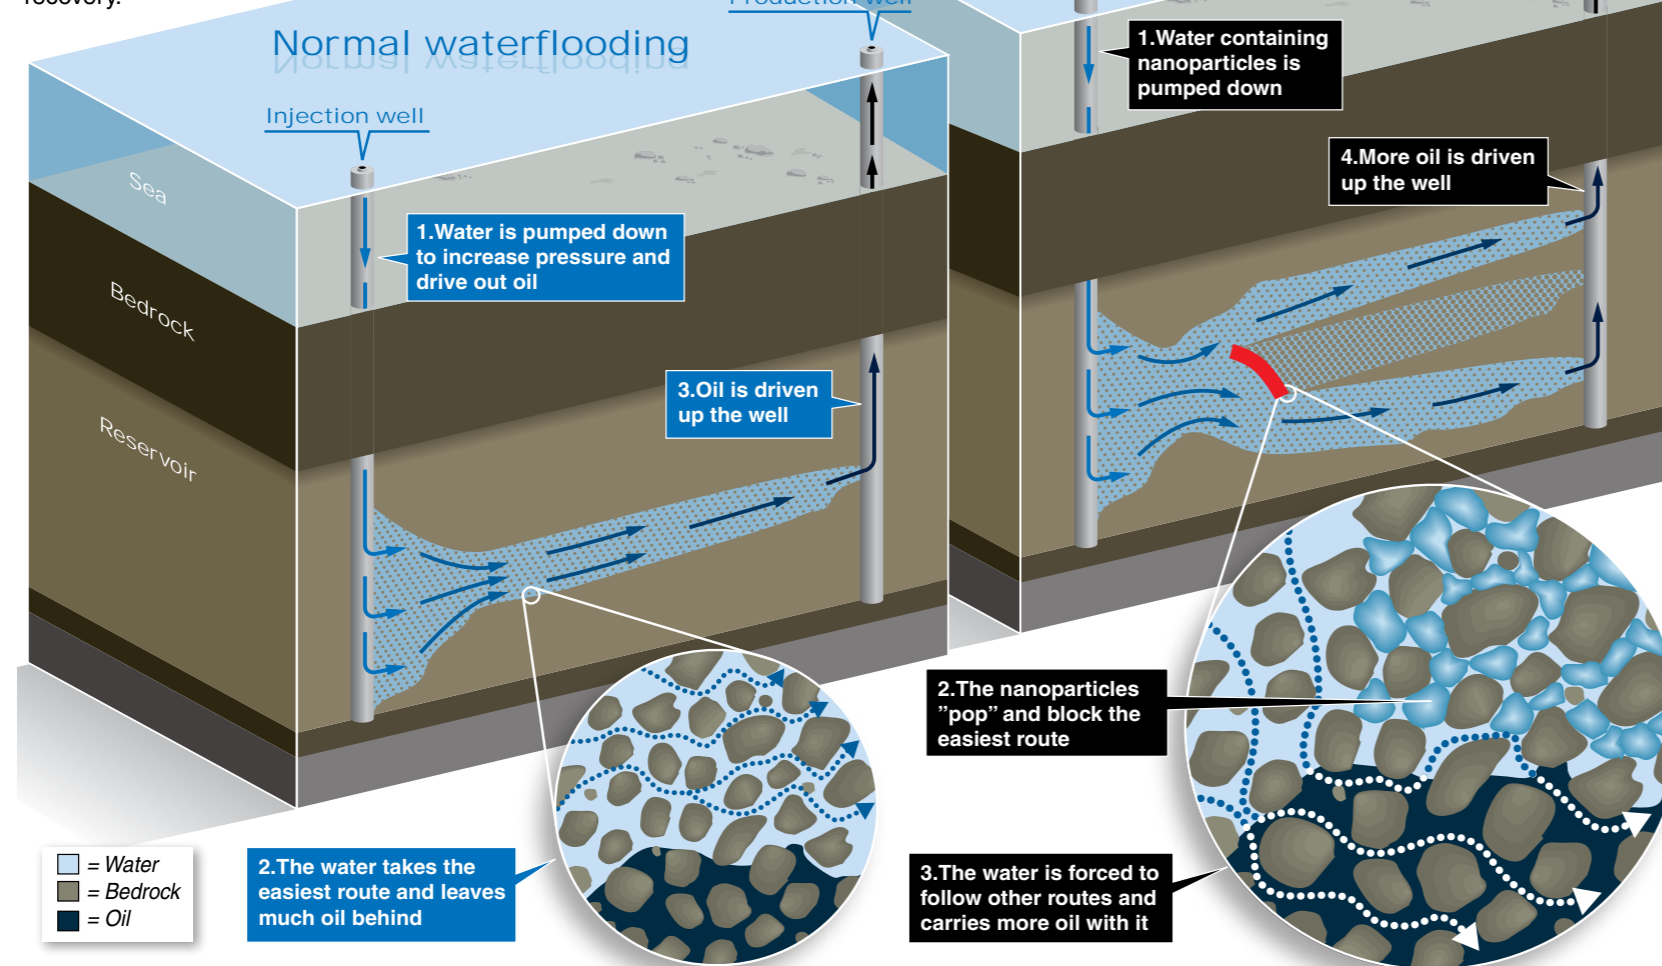 recovery.
Production well
Normal waterflooding
Injection well
Sea
Bedrock
Reservoir
1.Water is pumped down
to increase pressure and
drive out oil
3.Oil is driven
up the well
2.The water takes the
easiest route and leaves
much oil behind
= Water
= Bedrock
= Oil
1.Water containing
nanoparticles is
pumped down
4.More oil is driven
up the well
2.The nanoparticles
”pop” and block the
easiest route
3.The water is forced to
follow other routes and
carries more oil with it